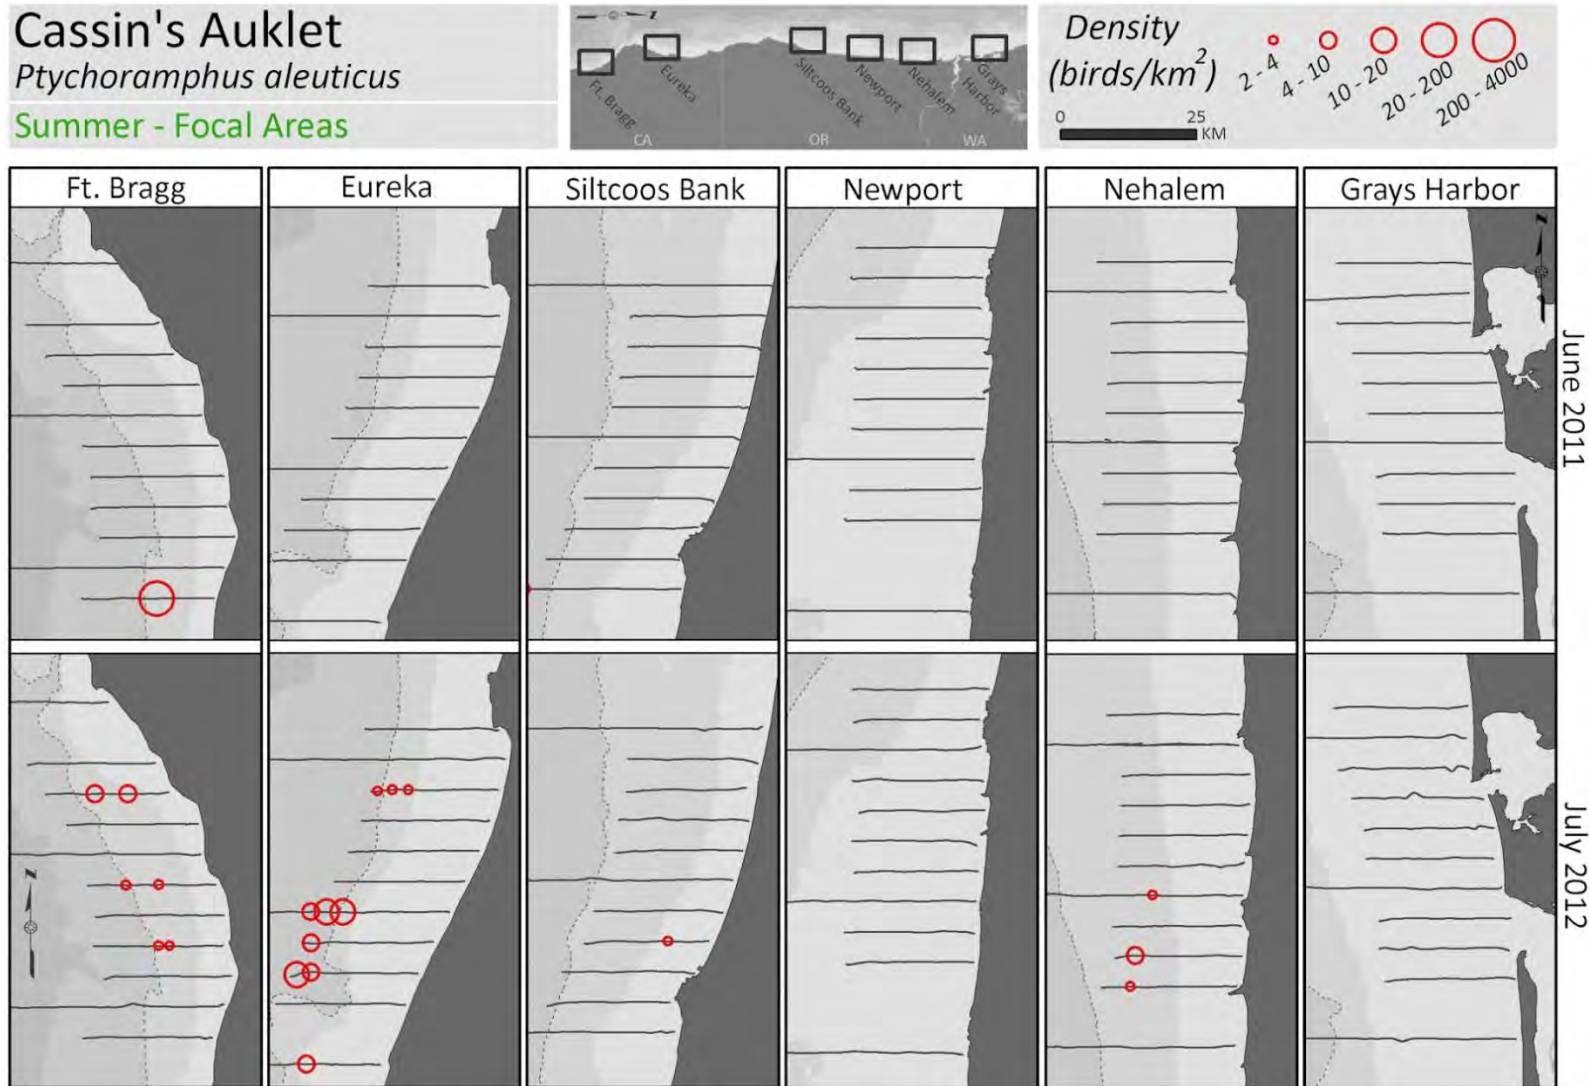 Cassin's Auklet
Ptychoramphus aleuticus
Summer - Focal Areas
Z
Ft. Bragg
Eureka
Siltcoos Bank
Newport
Nehalem
Grays Harbor
CA
OR
WA
Density
(birds/km²)
2 - 4
4 - 10
10 - 20
20 - 200
200 - 4000
0 25
KM
Ft. Bragg
Eureka
Siltcoos Bank
Newport
Nehalem
Grays Harbor
Z
June 2011
Z
July 2012